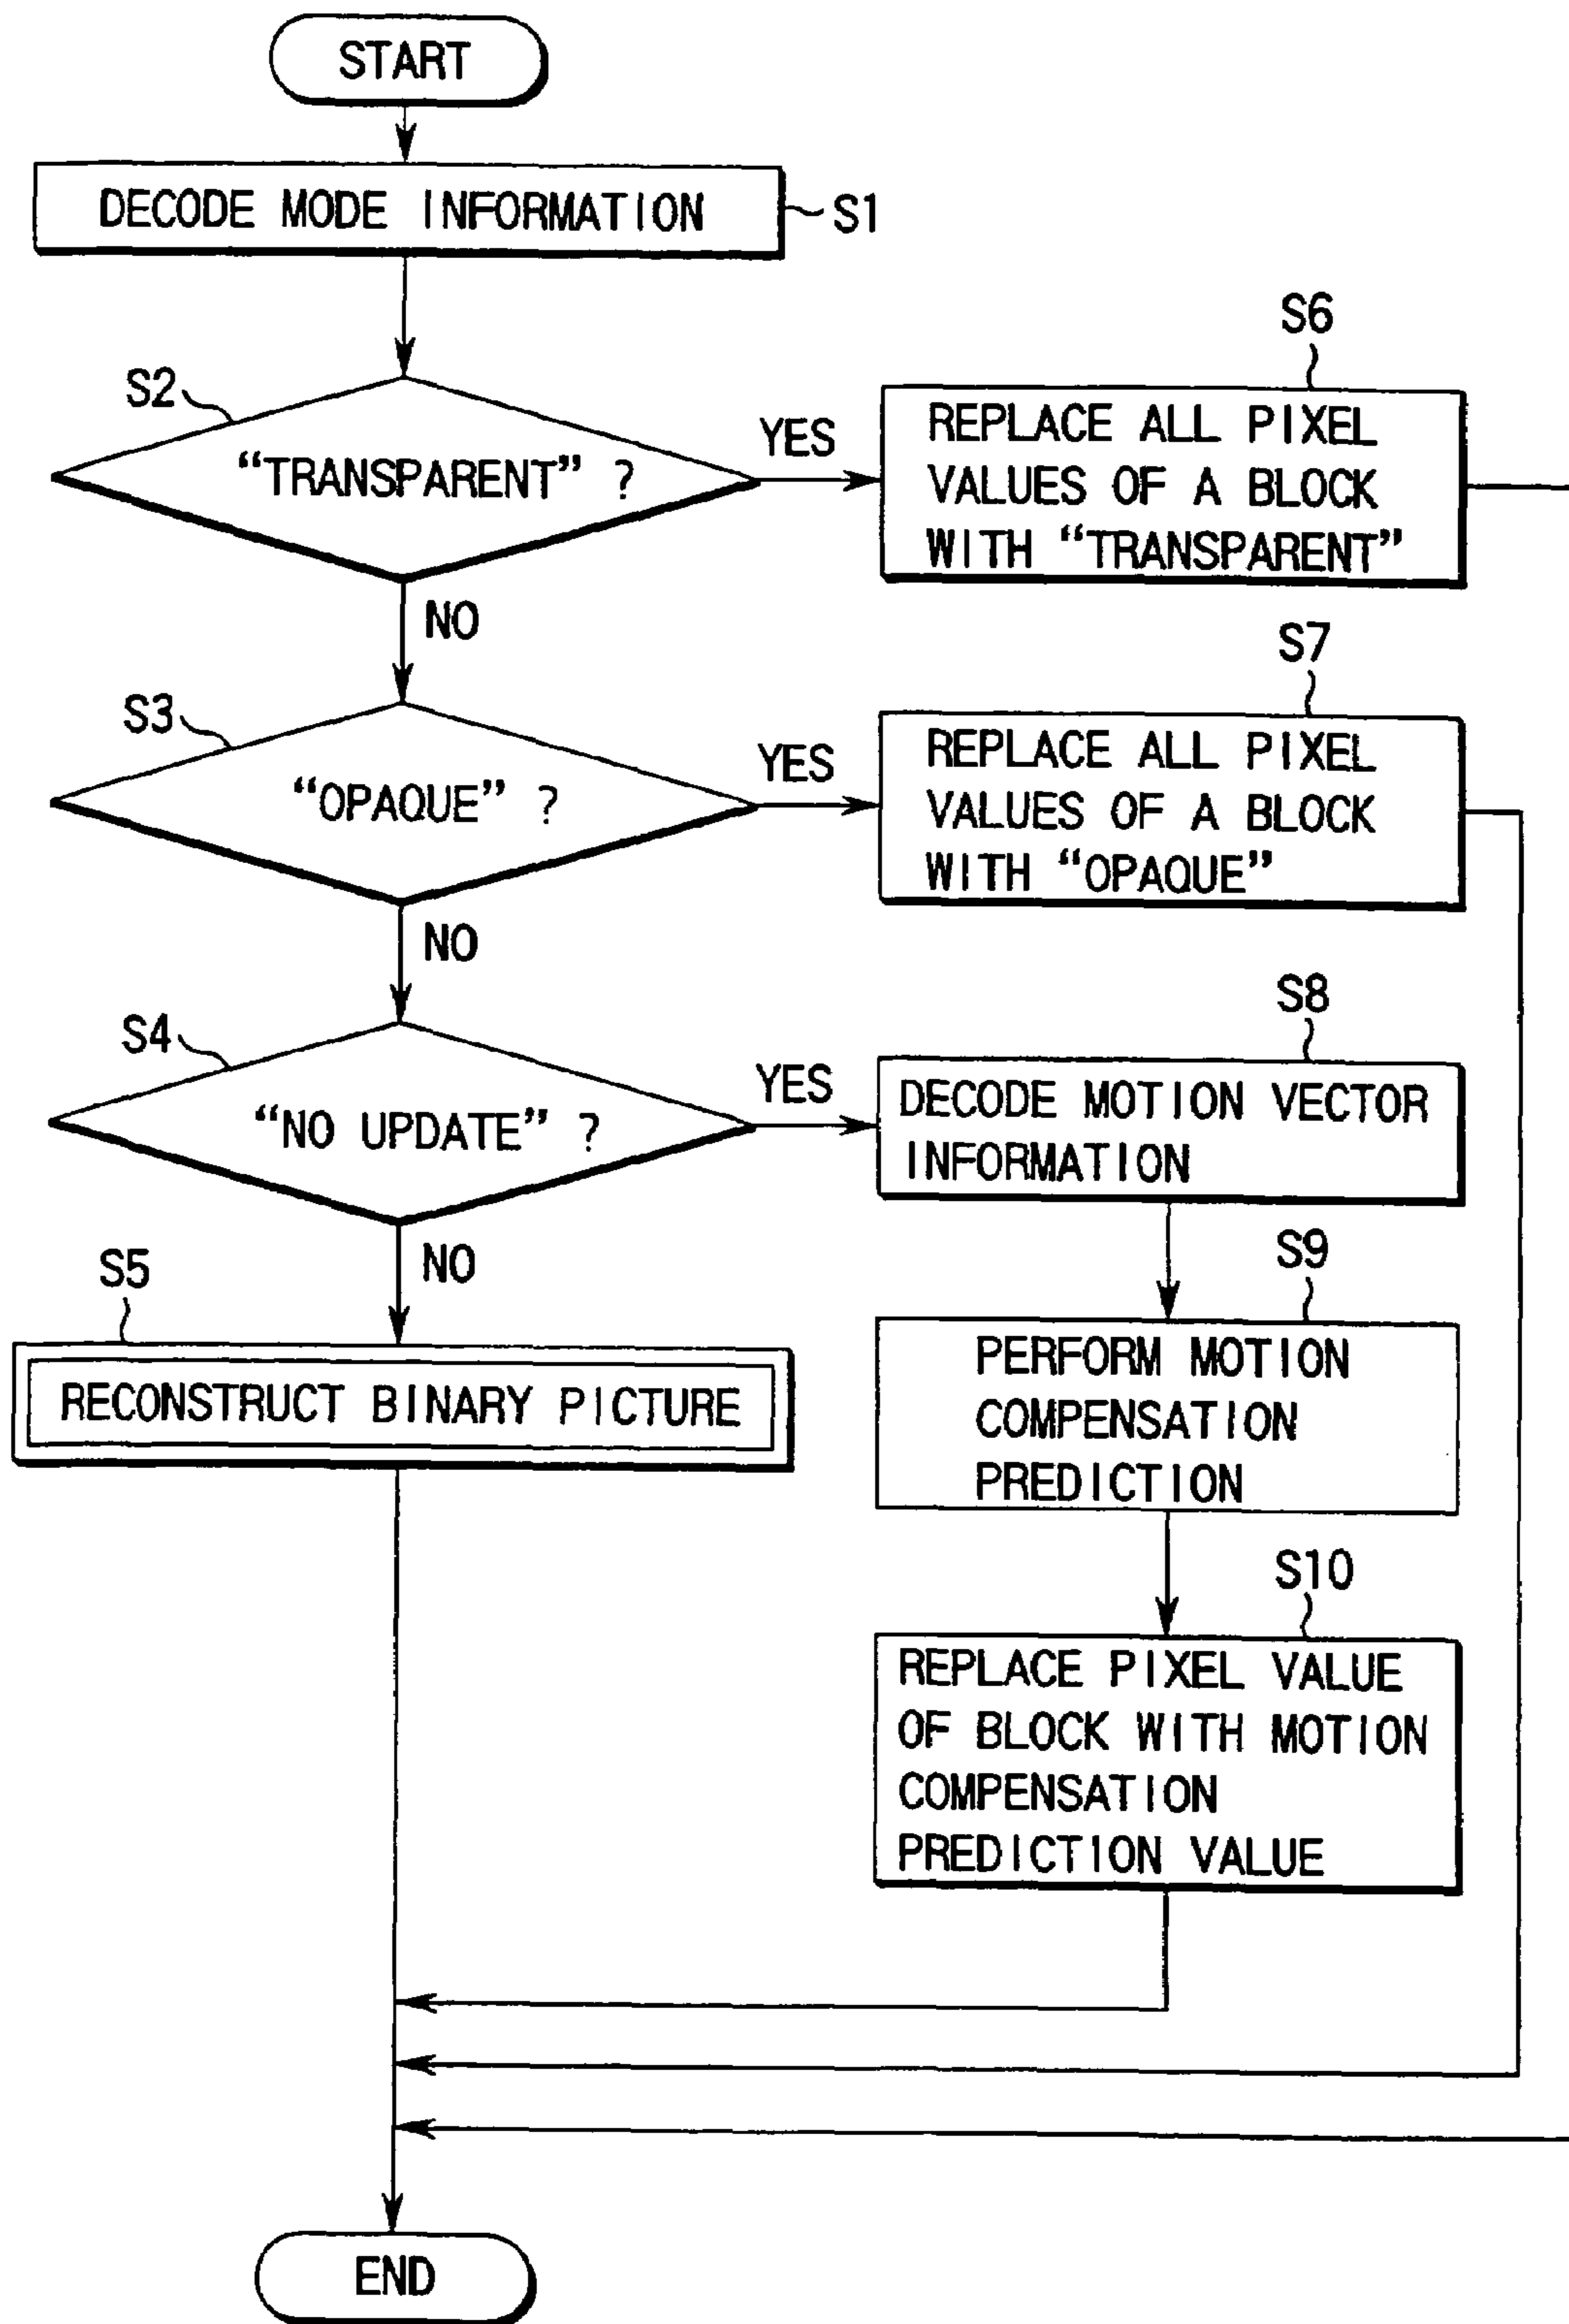 START
DECODE MODE INFORMATION
S1
S2
"TRANSPARENT" ?
YES
NO
S6
REPLACE ALL PIXEL
VALUES OF A BLOCK
WITH "TRANSPARENT"
S3
"OPAQUE" ?
YES
NO
S7
REPLACE ALL PIXEL
VALUES OF A BLOCK
WITH "OPAQUE"
S4
"NO UPDATE" ?
YES
NO
S8
DECODE MOTION VECTOR
INFORMATION
S5
RECONSTRUCT BINARY PICTURE
S9
PERFORM MOTION
COMPENSATION
PREDICTION
S10
REPLACE PIXEL VALUE
OF BLOCK WITH MOTION
COMPENSATION
PREDICTION VALUE
END